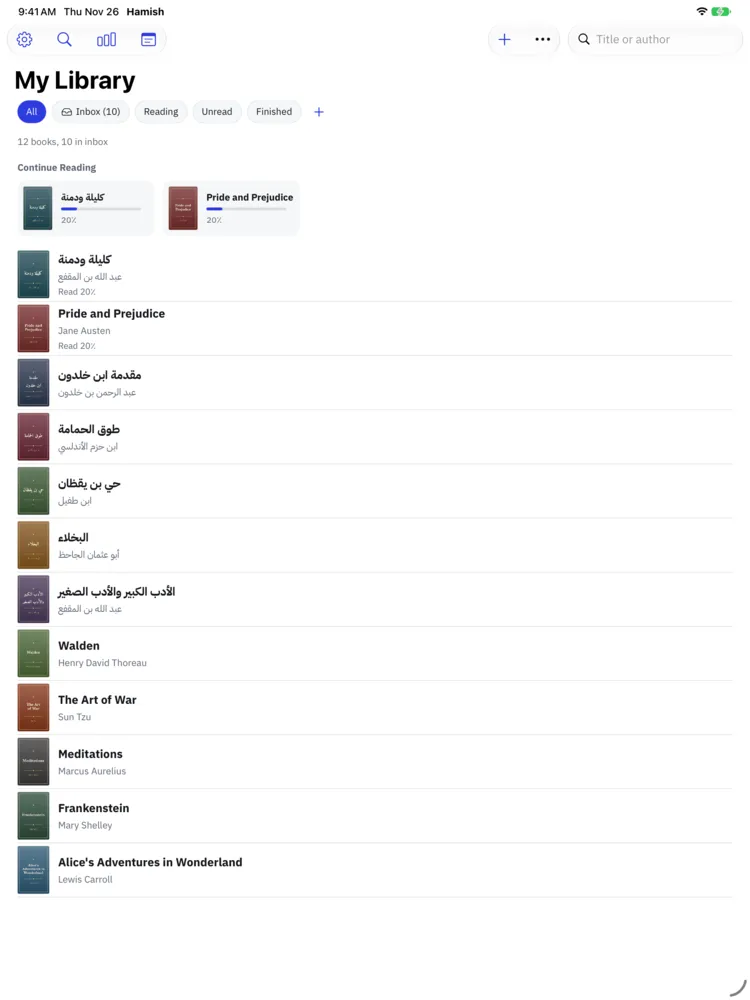 9:41 AM Thu Nov 26 Hamish
Title or author
My Library
All Inbox (10) Reading Unread Finished
12 books, 10 in inbox
Continue Reading
كليلة ودمنة
20٪
Pride and Prejudice
20٪
كليلة ودمنة
عبد الله بن المقفع
Read 20٪
Pride and Prejudice
Jane Austen
Read 20٪
مقدمة ابن خلدون
عبد الرحمن بن خلدون
طوق الحمامة
ابن حزم الأندلسي
حي بن يقظان
ابن طفيل
البخلاء
أبو عثمان الجاحظ
الأدب الكبير والأدب الصغير
عبد الله بن المقفع
Walden
Henry David Thoreau
The Art of War
Sun Tzu
Meditations
Marcus Aurelius
Frankenstein
Mary Shelley
Alice's Adventures in Wonderland
Lewis Carroll